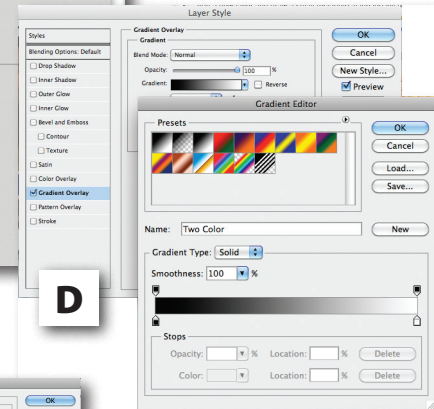 Layer Style
Styles
Blending Options: Default
Drop Shadow
Inner Shadow
Outer Glow
Inner Glow
Bevel and Emboss
Contour
Texture
Satin
Color Overlay
Gradient Overlay
Pattern Overlay
Stroke
Gradient Overlay
Gradient
Blend Mode: Normal
Opacity: 100 %
Gradient: Reverse
OK
Cancel
New Style...
Preview
Gradient Editor
Presets
OK
Cancel
Load...
Save...
Name: Two Color New
Gradient Type: Solid
Smoothness: 100 %
Stops
Opacity: % Location: % Delete
Color: Location: % Delete
D
OK